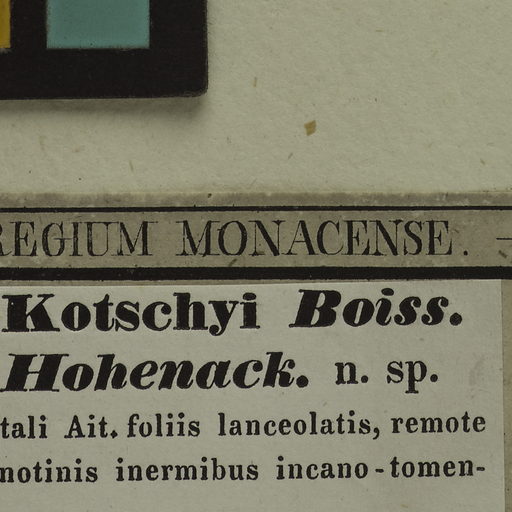 REGIUM MONACENSE. –
Kotschyi Boiss.
Hohenack. n. sp.
tali Ait. foliis lanceolatis, remote
notinis inermibus incano-tomen-